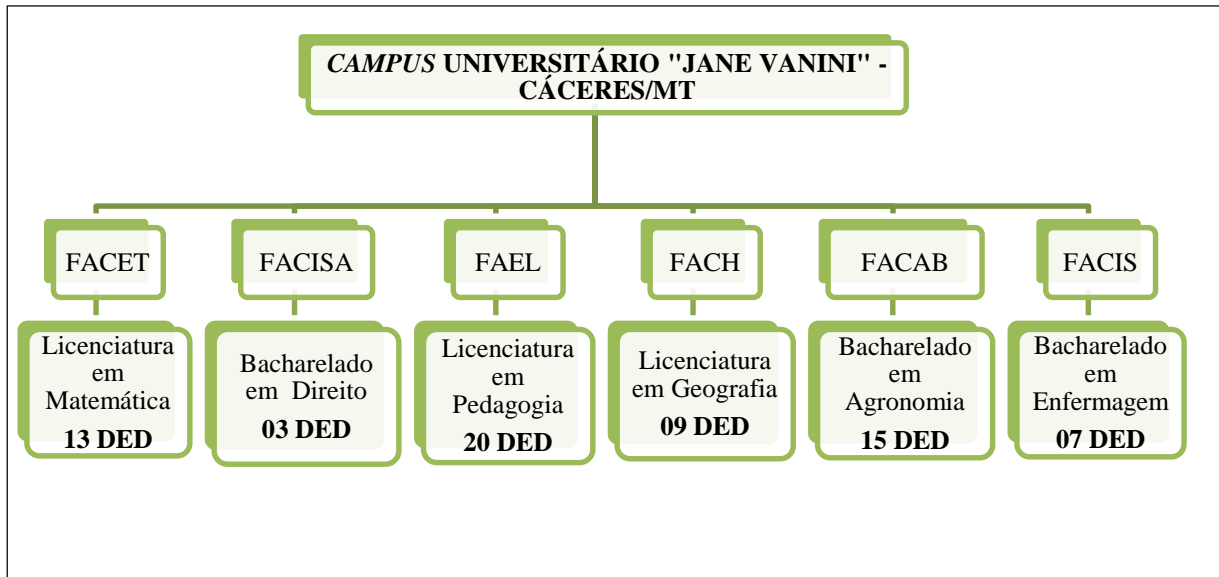 CAMPUS UNIVERSITÁRIO "JANE VANINI" -
CÁCERES/MT
FACET
FACISA
FAEL
FACH
FACAB
FACIS
Licenciatura
em
Matemática
13 DED
Bacharelado
em Direito
03 DED
Licenciatura
em
Pedagogia
20 DED
Licenciatura
em Geografia
09 DED
Bacharelado
em
Agronomia
15 DED
Bacharelado
em
Enfermagem
07 DED